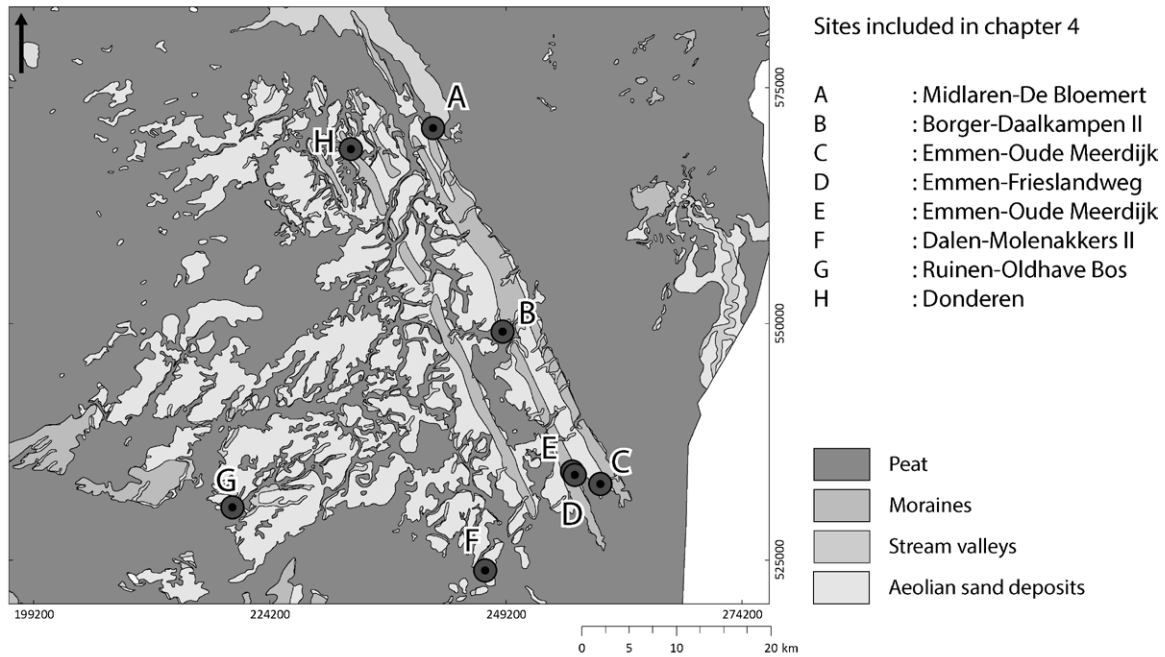 Sites included in chapter 4
A : Midlaren-De Bloemert
B : Borger-Daalkampen II
C : Emmen-Oude Meerdijk
D : Emmen-Frieslandweg
E : Emmen-Oude Meerdijk
F : Dalen-Molenakkers II
G : Ruinen-Oldhave Bos
H : Donderen
A
H
B
E
C
D
G
F
575000
550000
525000
199200
224200
249200
274200
0 5 10 20 km
Peat
Moraines
Stream valleys
Aeolian sand deposits